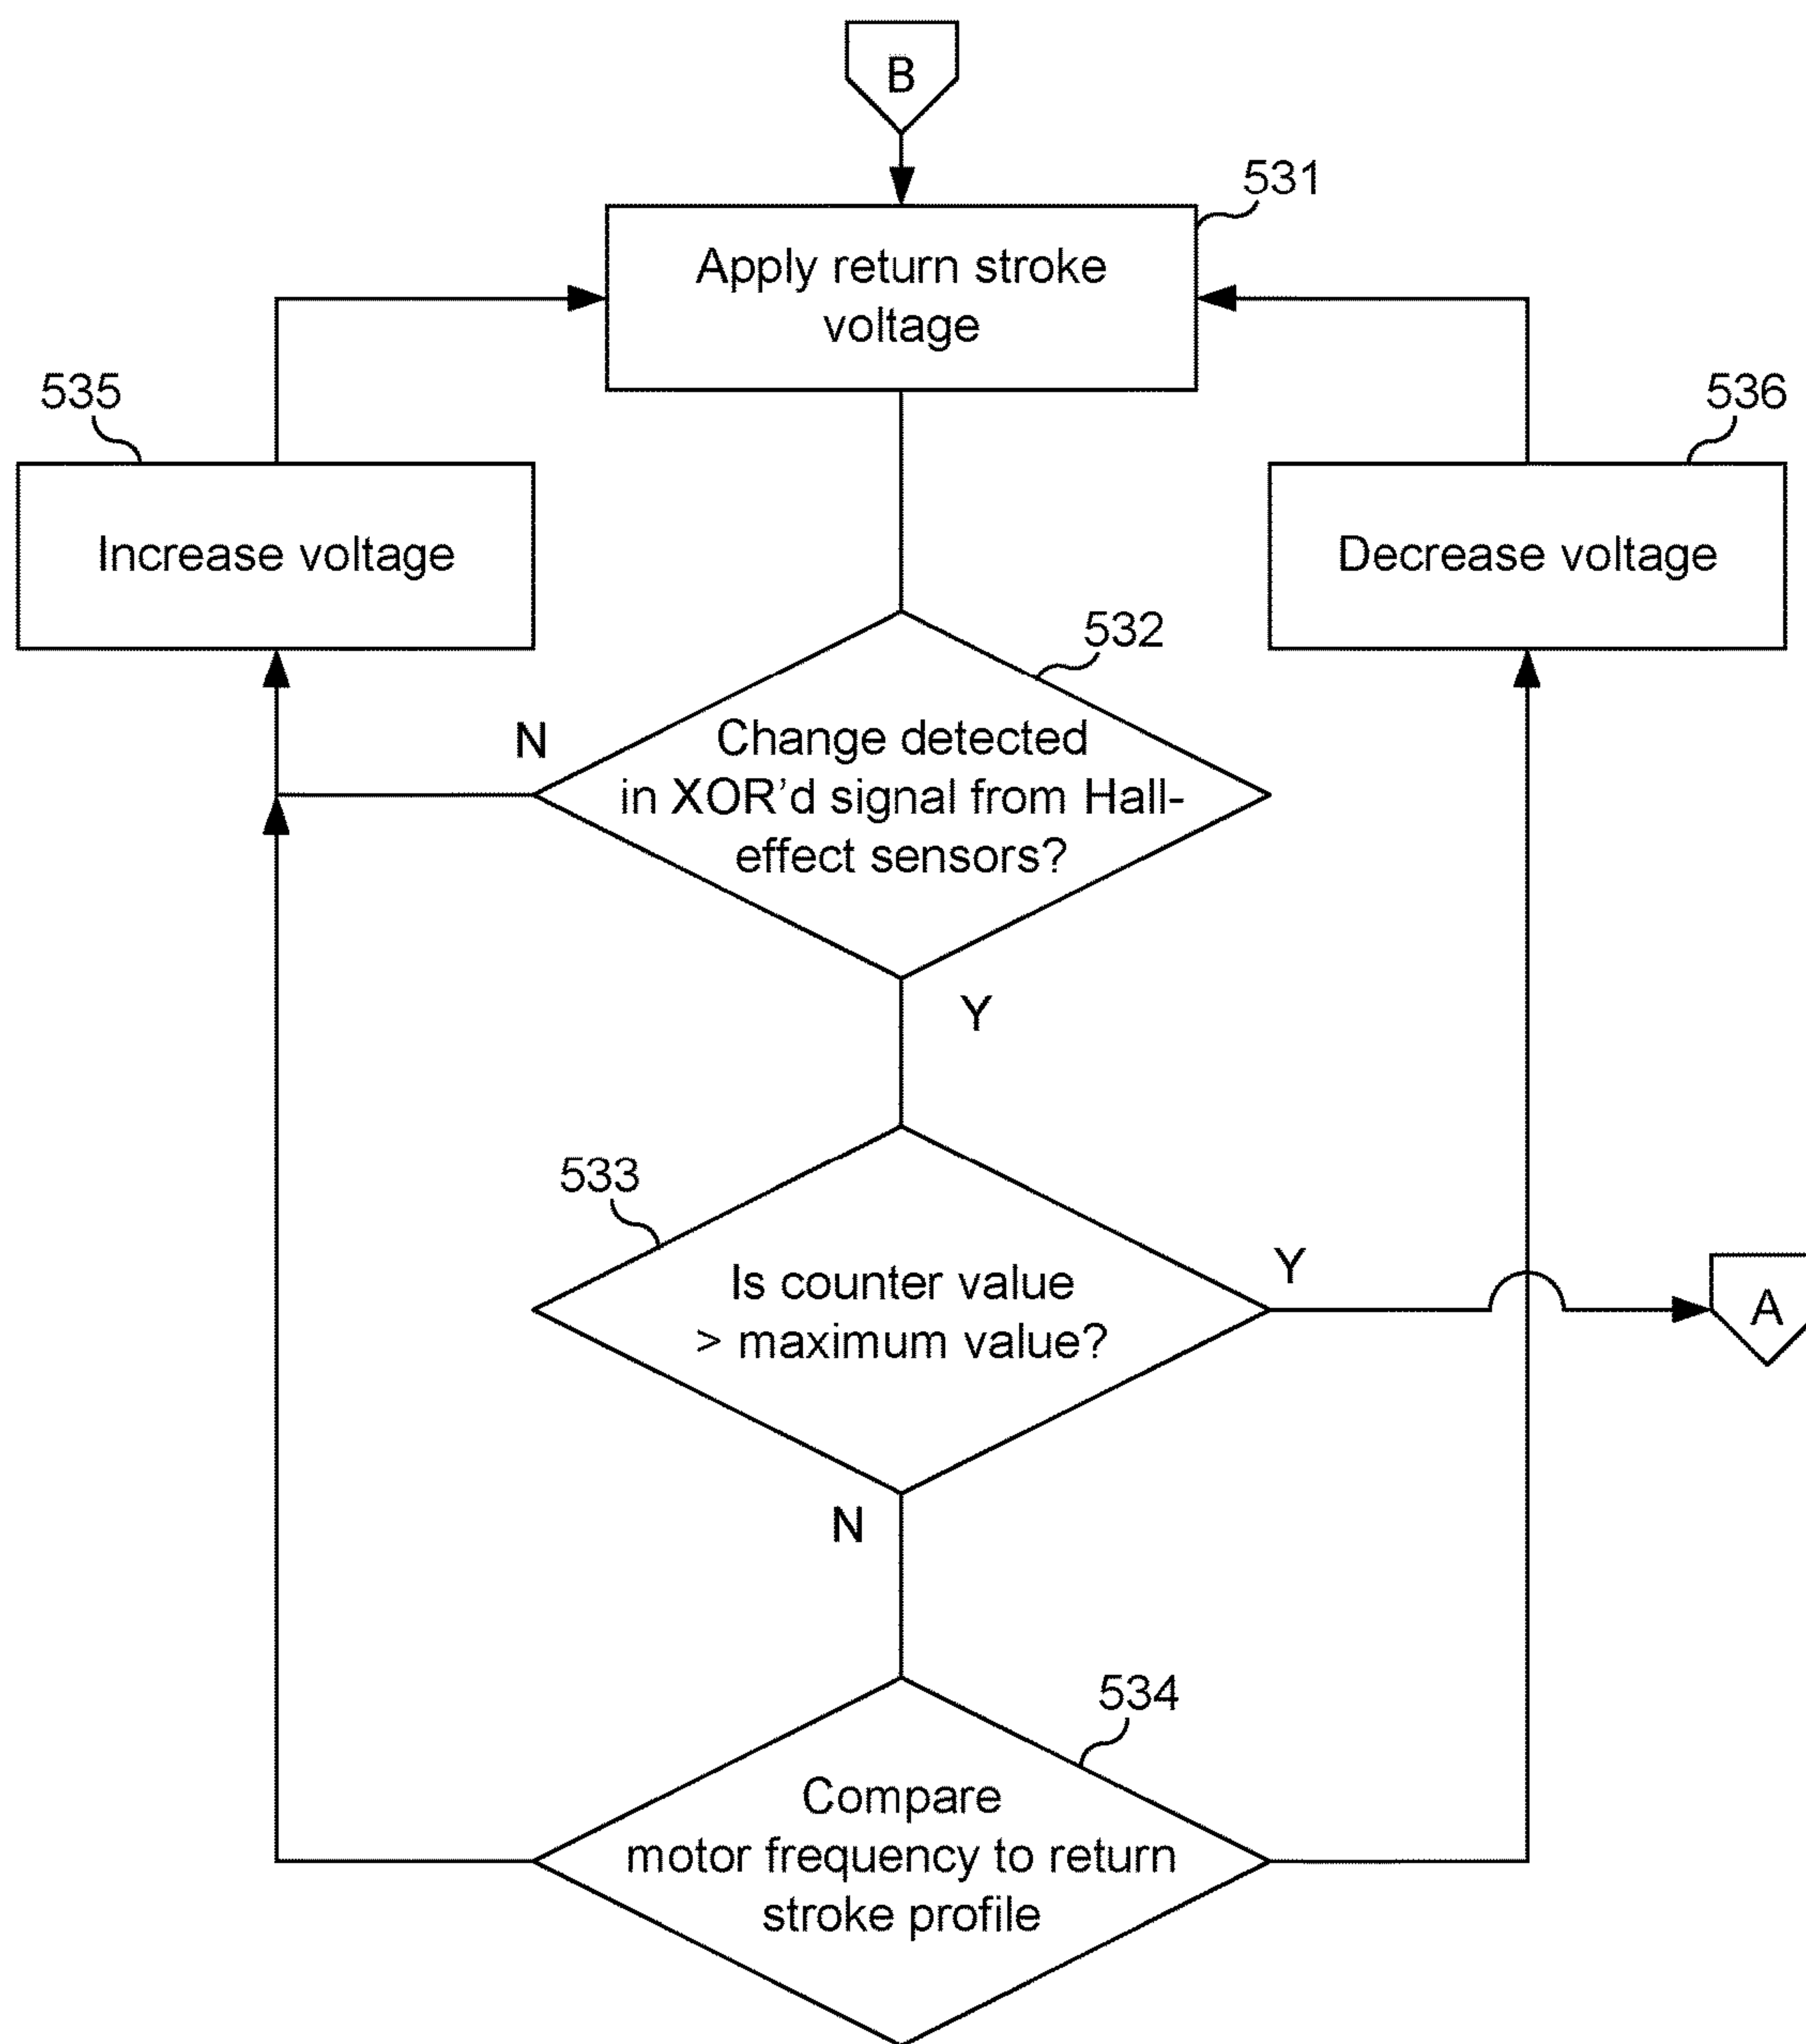 B
531
Apply return stroke
voltage
535
536
Increase voltage
Decrease voltage
532
N
Change detected
in XOR’d signal from Hall-
effect sensors?
Y
533
Y
Is counter value
> maximum value?
A
N
534
Compare
motor frequency to return
stroke profile